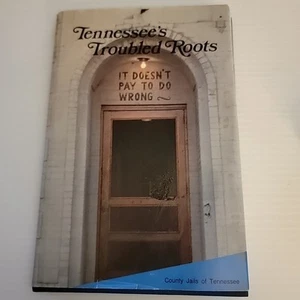 Tennessee's
Troubled Roots
IT DOESN'T
PAY TO DO
WRONG ~
County Jails of Tennessee